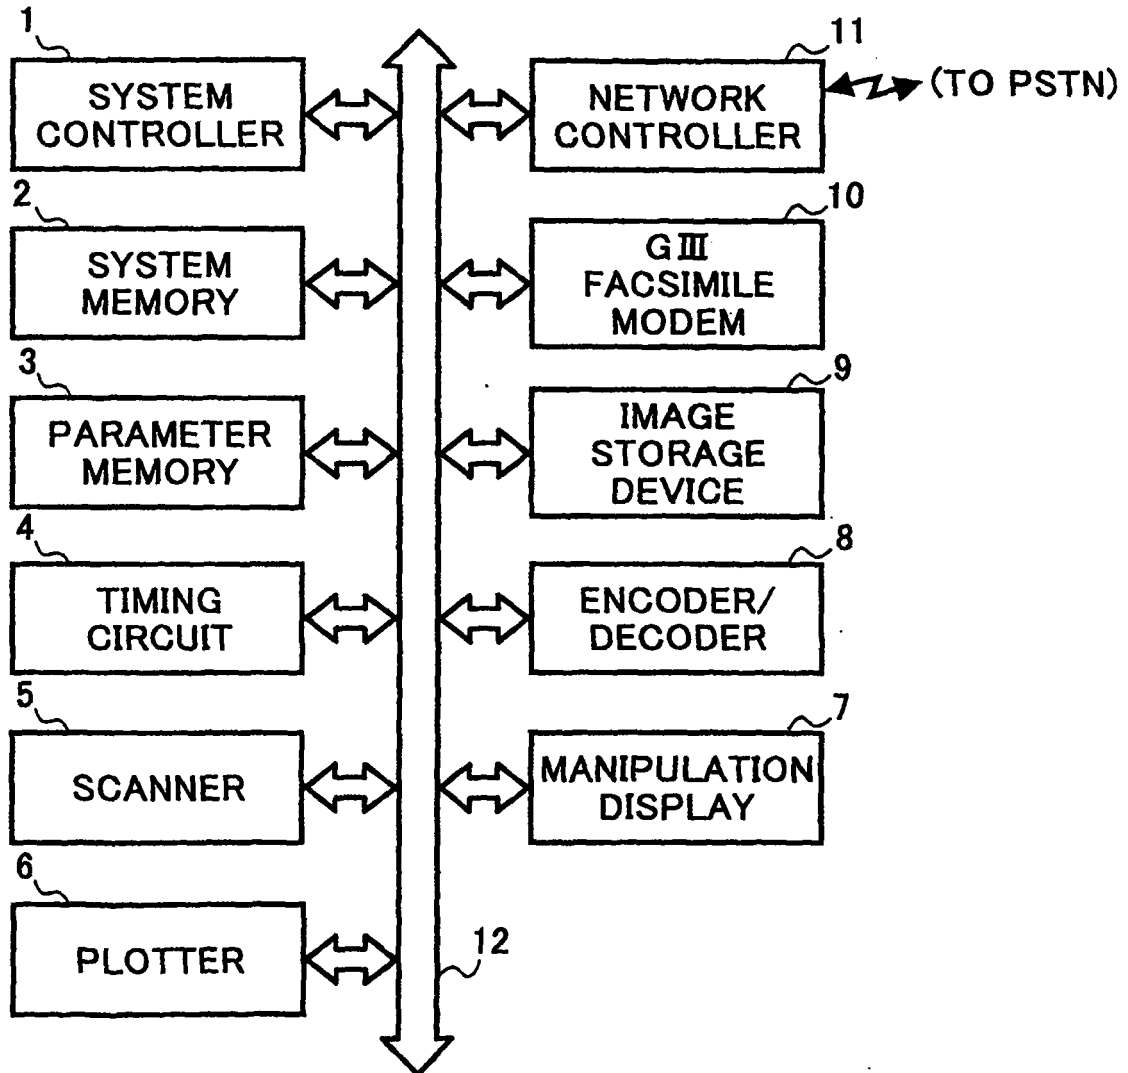 1
SYSTEM
CONTROLLER
2
SYSTEM
MEMORY
3
PARAMETER
MEMORY
4
TIMING
CIRCUIT
5
SCANNER
6
PLOTTER
11
NETWORK
CONTROLLER
(TO PSTN)
10
GⅢ
FACSIMILE
MODEM
9
IMAGE
STORAGE
DEVICE
8
ENCODER/
DECODER
7
MANIPULATION
DISPLAY
12